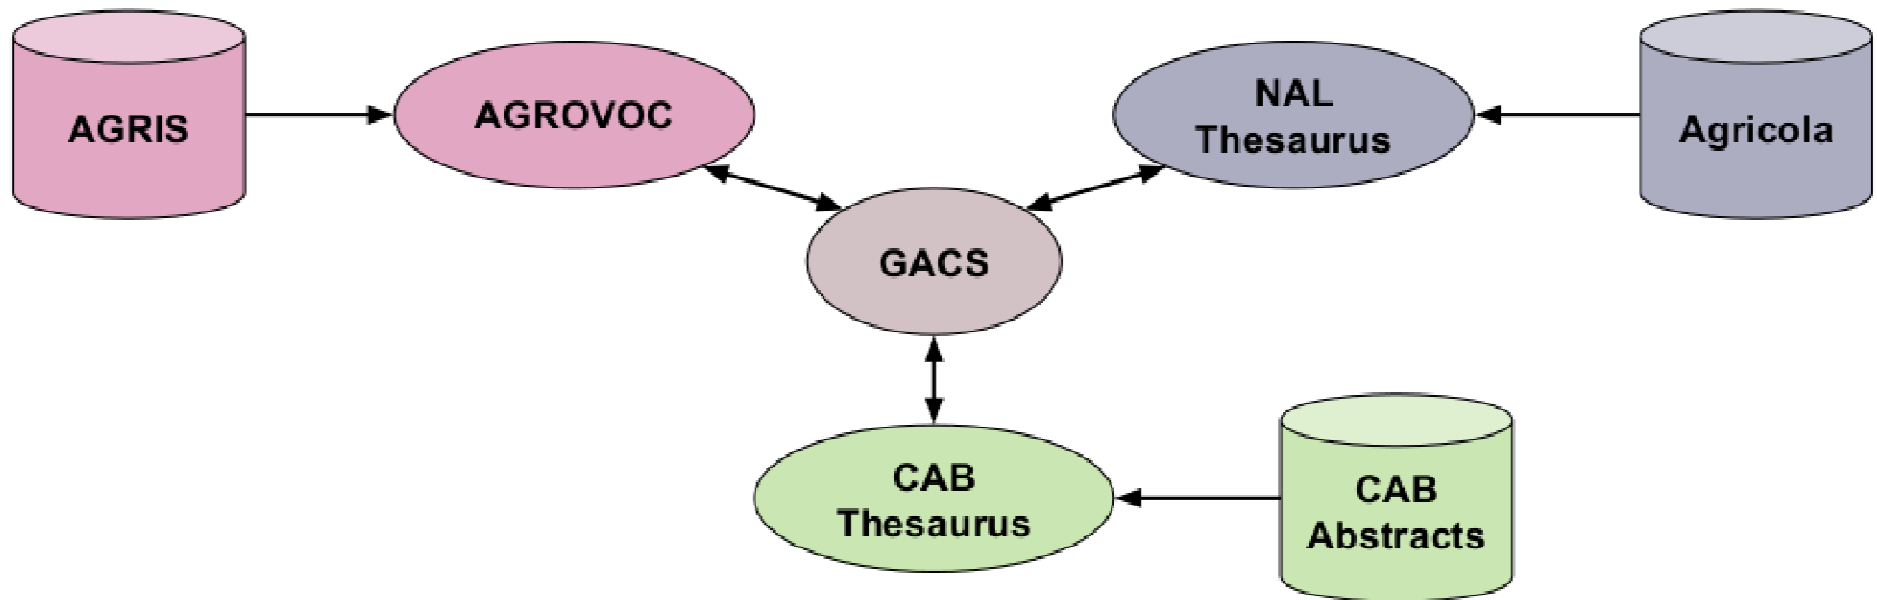 AGRIS
AGROVOC
NAL
Thesaurus
Agricola
GACS
CAB
Thesaurus
CAB
Abstracts